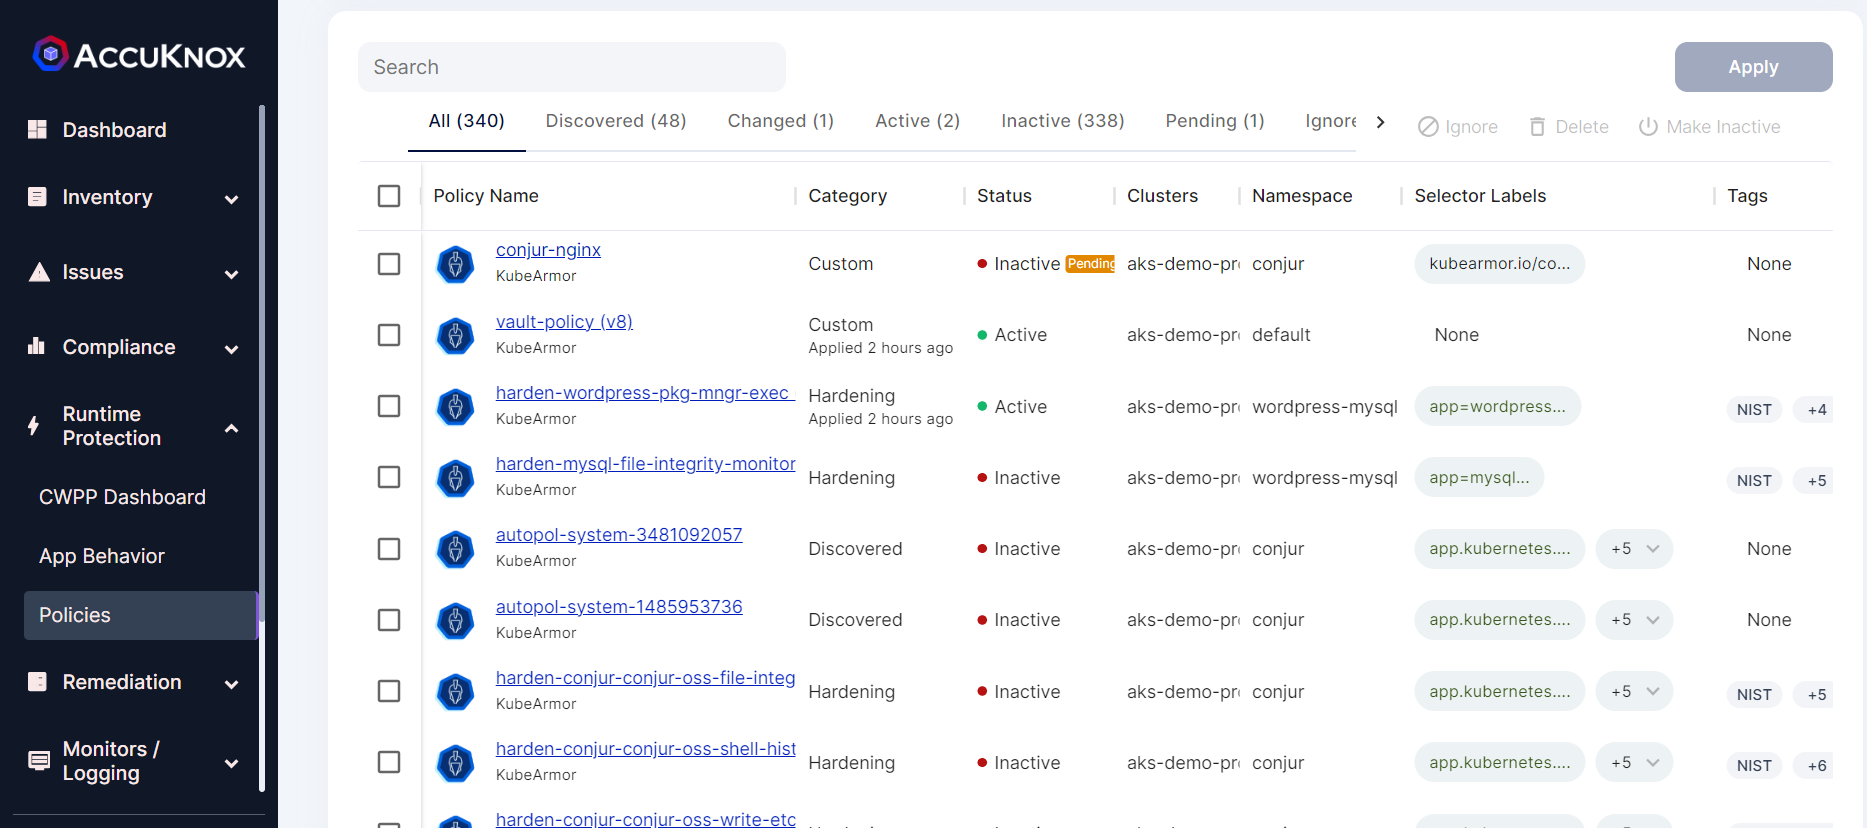 ACCUKNOX
Dashboard
Inventory
Issues
Compliance
Runtime
Protection
CWPP Dashboard
App Behavior
Policies
Remediation
Monitors /
Logging
Search
Apply
All (340) Discovered (48) Changed (1) Active (2) Inactive (338) Pending (1) Ignore
Ignore Delete Make Inactive
Policy Name Category Status Clusters Namespace Selector Labels Tags
conjur-nginx
KubeArmor
Custom Inactive Pending aks-demo-pr conjur kubearmor.io/co... None
vault-policy (v8)
KubeArmor
Custom
Applied 2 hours ago
Active aks-demo-pr default None None
harden-wordpress-pkg-mngr-exec
KubeArmor
Hardening
Applied 2 hours ago
Active aks-demo-pr wordpress-mysql app=wordpress... NIST +4
harden-mysql-file-integrity-monitor
KubeArmor
Hardening Inactive aks-demo-pr wordpress-mysql app=mysql... NIST +5
autopol-system-3481092057
KubeArmor
Discovered Inactive aks-demo-pr conjur app.kubernetes.... +5 None
autopol-system-1485953736
KubeArmor
Discovered Inactive aks-demo-pr conjur app.kubernetes.... +5 None
harden-conjur-conjur-oss-file-integ
KubeArmor
Hardening Inactive aks-demo-pr conjur app.kubernetes.... +5 NIST +5
harden-conjur-conjur-oss-shell-hist
KubeArmor
Hardening Inactive aks-demo-pr conjur app.kubernetes.... +5 NIST +6
harden-conjur-conjur-oss-write-etc